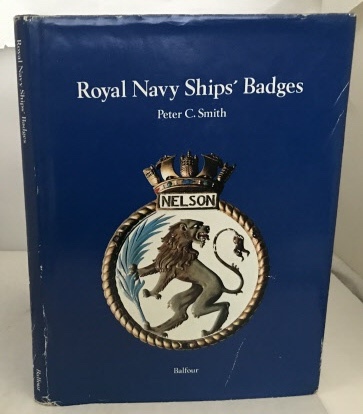 Royal Navy Ships' Badges
Balfour
Royal Navy Ships' Badges
Peter C. Smith
NELSON
Balfour